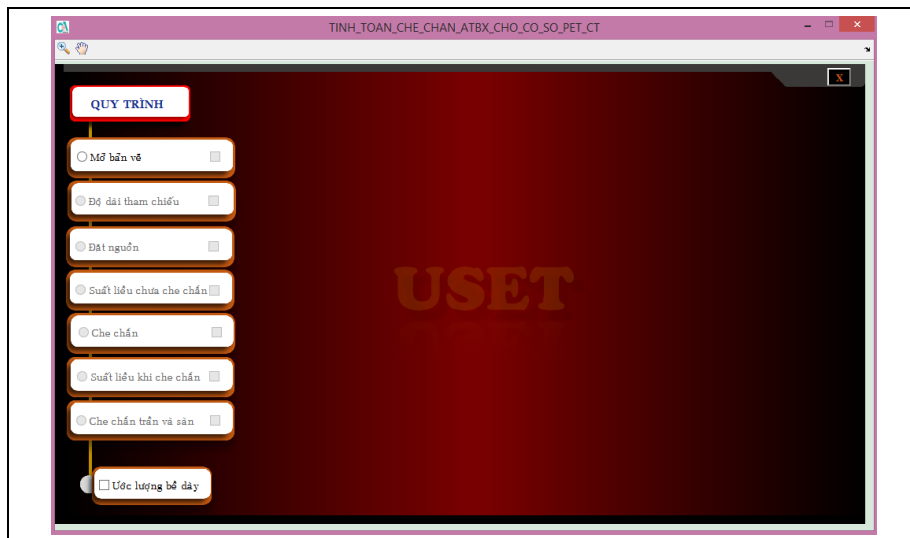 TINH_TOAN_CHE_CHAN_ATBX_CHO_CO_SO_PET_CT
X
QUY TRÌNH
Mở bản vẽ
Độ dài tham chiếu
Đặt nguồn
Suất liều chưa che chắn
USET
Che chắn
Suất liều khi che chắn
Che chắn trần và sàn
Ước lượng bề dày